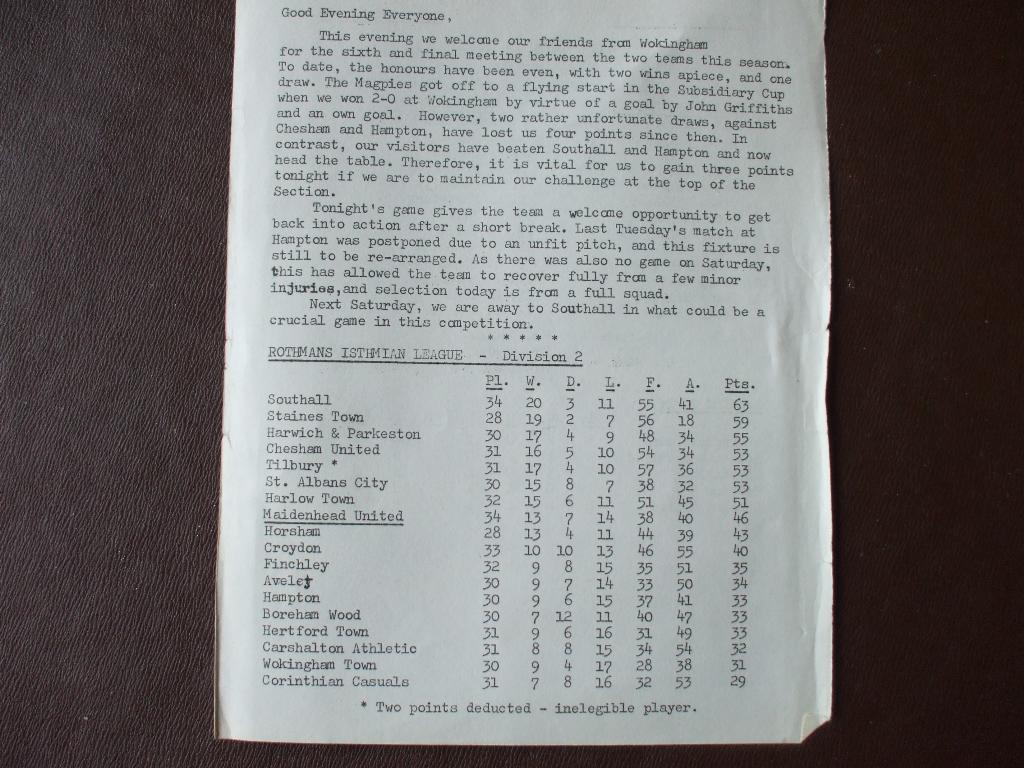 Good Evening Everyone,
This evening we welcome our friends from Wokingham
for the sixth and final meeting between the two teams this season.
To date, the honours have been even, with two wins apiece, and one
draw. The Magpies got off to a flying start in the Subsidiary Cup
when we won 2-0 at Wokingham by virtue of a goal by John Griffiths
and an own goal. However, two rather unfortunate draws, against
Chesham and Hampton, have lost us four points since then. In
contrast, our visitors have beaten Southall and Hampton and now
head the table. Therefore, it is vital for us to gain three points
tonight if we are to maintain our challenge at the top of the
Section.
Tonight's game gives the team a welcome opportunity to get
back into action after a short break. Last Tuesday's match at
Hampton was postponed due to an unfit pitch, and this fixture is
still to be re-arranged. As there was also no game on Saturday,
this has allowed the team to recover fully from a few minor
injuries,and selection today is from a full squad.
Next Saturday, we are away to Southall in what could be a
crucial game in this competition.
* * * * *
ROTHMANS ISTHMIAN LEAGUE - Division 2
Pl. W. D. L. F. A. Pts.
Southall 34 20 3 11 55 41 63
Staines Town 28 19 2 7 56 18 59
Harwich & Parkeston 30 17 4 9 48 34 55
Chesham United 31 16 5 10 54 34 53
Tilbury * 31 17 4 10 57 36 53
St. Albans City 30 15 8 7 38 32 53
Harlow Town 32 15 6 11 51 45 51
Maidenhead United 34 13 7 14 38 40 46
Horsham 28 13 4 11 44 39 43
Croydon 33 10 10 13 46 55 40
Finchley 32 9 8 15 35 51 35
Aveley 30 9 7 14 33 50 34
Hampton 30 9 6 15 37 41 33
Boreham Wood 30 7 12 11 40 47 33
Hertford Town 31 9 6 16 31 49 33
Carshalton Athletic 31 8 8 15 34 54 32
Wokingham Town 30 9 4 17 28 38 31
Corinthian Casuals 31 7 8 16 32 53 29
* Two points deducted - inelegible player.